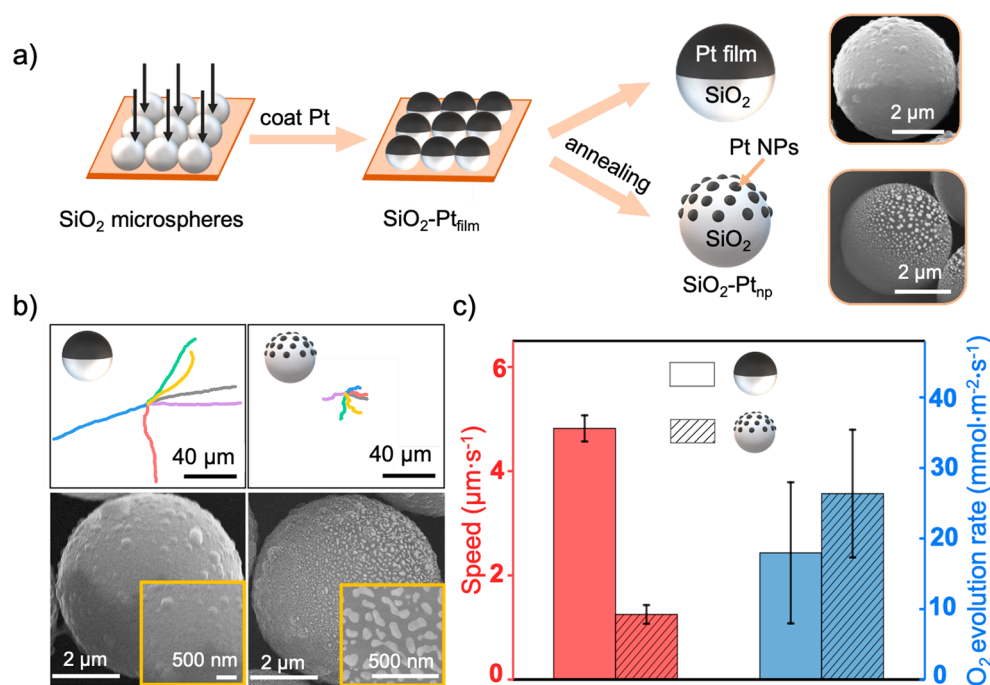 a)
coat Pt
annealing
SiO₂ microspheres
SiO₂-Pt_film
Pt film
SiO₂
2 µm
Pt NPs
SiO₂
SiO₂-Pt_np
2 µm
b)
40 µm
40 µm
2 µm
500 nm
2 µm
500 nm
c)
Speed (µm·s⁻¹)
6
4
2
0
40
30
20
10
0
O₂ evolution rate (mmol·m⁻²·s⁻¹)